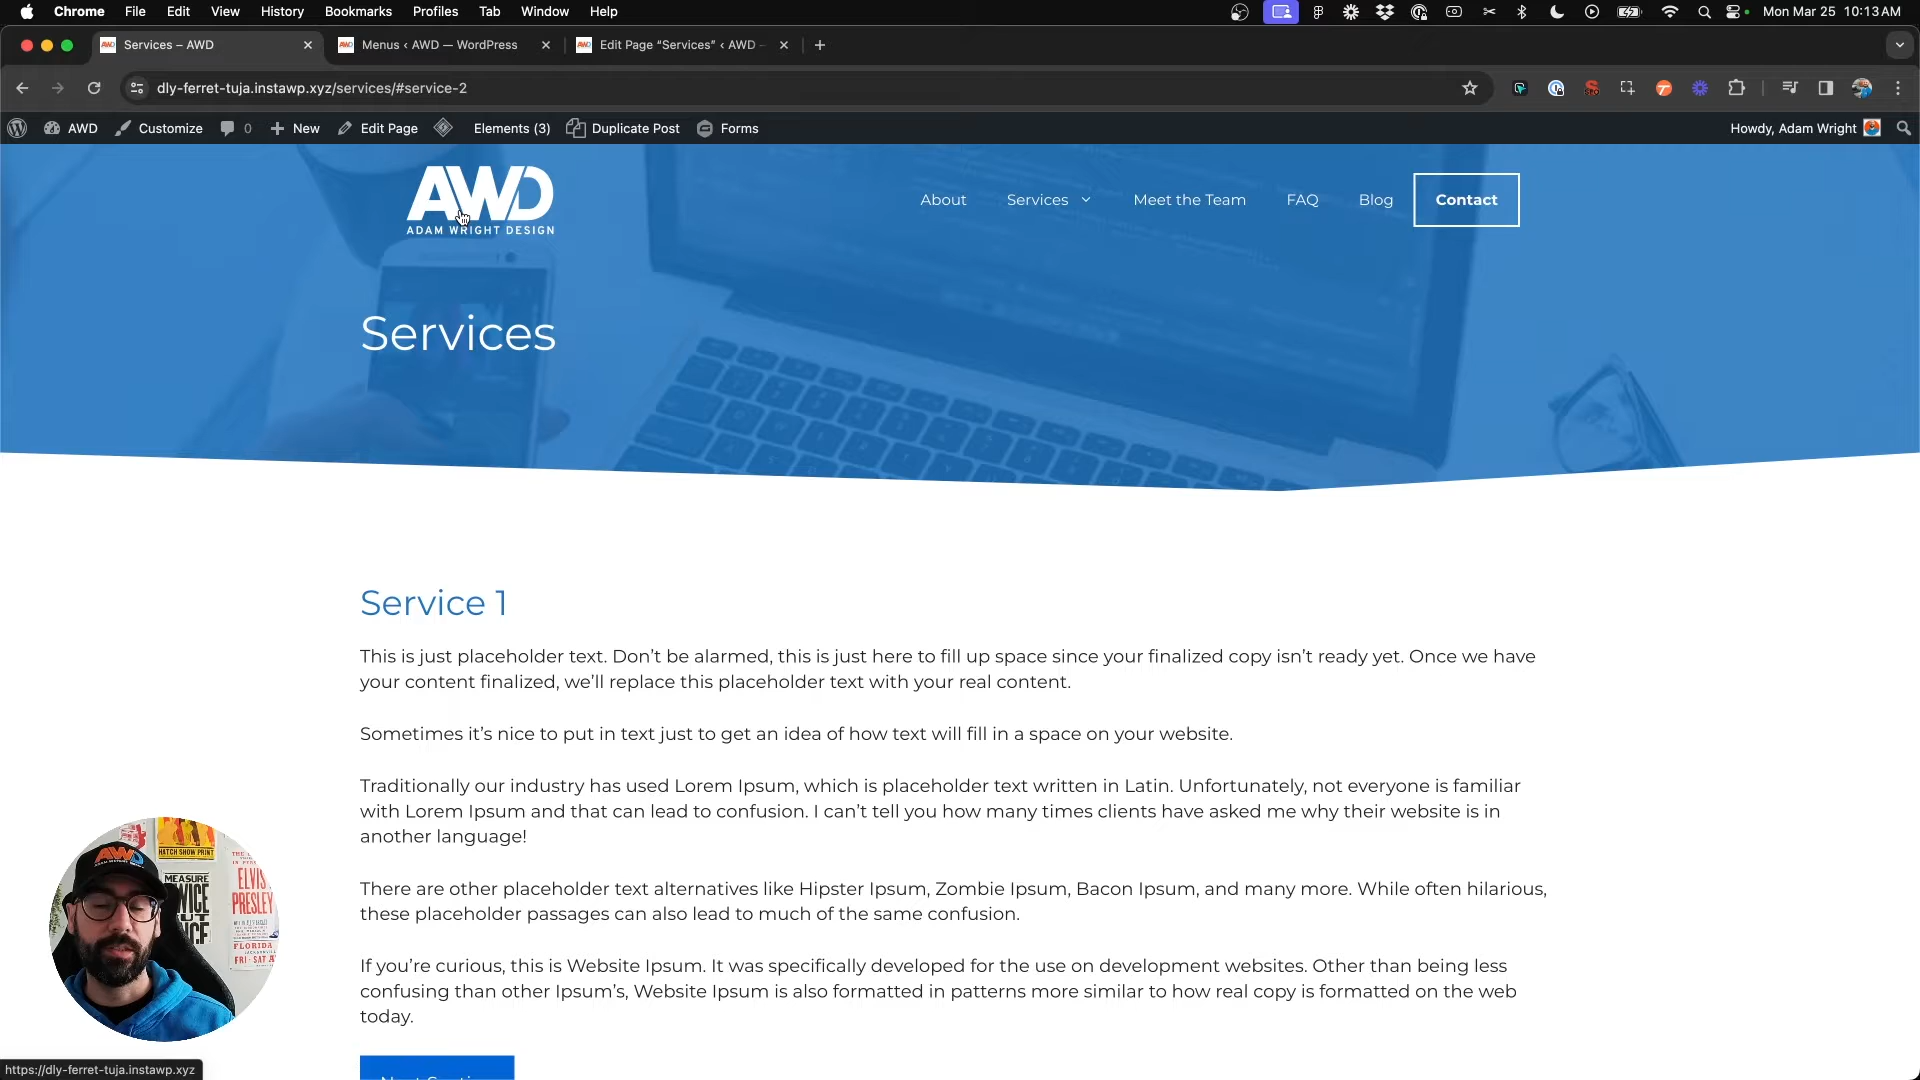 Chrome File Edit View History Bookmarks Profiles Tab Window Help Mon Mar 25 10:13 AM
Services – AWD Menus ‹ AWD — WordPress Edit Page “Services” ‹ AWD
dly-ferret-tuja.instawp.xyz/services/#service-2
AWD Customize 0 New Edit Page Elements (3) Duplicate Post Forms Howdy, Adam Wright
AWD
ADAM WRIGHT DESIGN
About Services Meet the Team FAQ Blog Contact
Services
Service 1
This is just placeholder text. Don’t be alarmed, this is just here to fill up space since your finalized copy isn’t ready yet. Once we have
your content finalized, we’ll replace this placeholder text with your real content.
Sometimes it’s nice to put in text just to get an idea of how text will fill in a space on your website.
Traditionally our industry has used Lorem Ipsum, which is placeholder text written in Latin. Unfortunately, not everyone is familiar
with Lorem Ipsum and that can lead to confusion. I can’t tell you how many times clients have asked me why their website is in
another language!
There are other placeholder text alternatives like Hipster Ipsum, Zombie Ipsum, Bacon Ipsum, and many more. While often hilarious,
these placeholder passages can also lead to much of the same confusion.
If you’re curious, this is Website Ipsum. It was specifically developed for the use on development websites. Other than being less
confusing than other Ipsum’s, Website Ipsum is also formatted in patterns more similar to how real copy is formatted on the web
today.
HATCH SHOW PRINT
AWD
MEASURE
ELVIS
PRESLEY
FLORIDA
https://dly-ferret-tuja.instawp.xyz